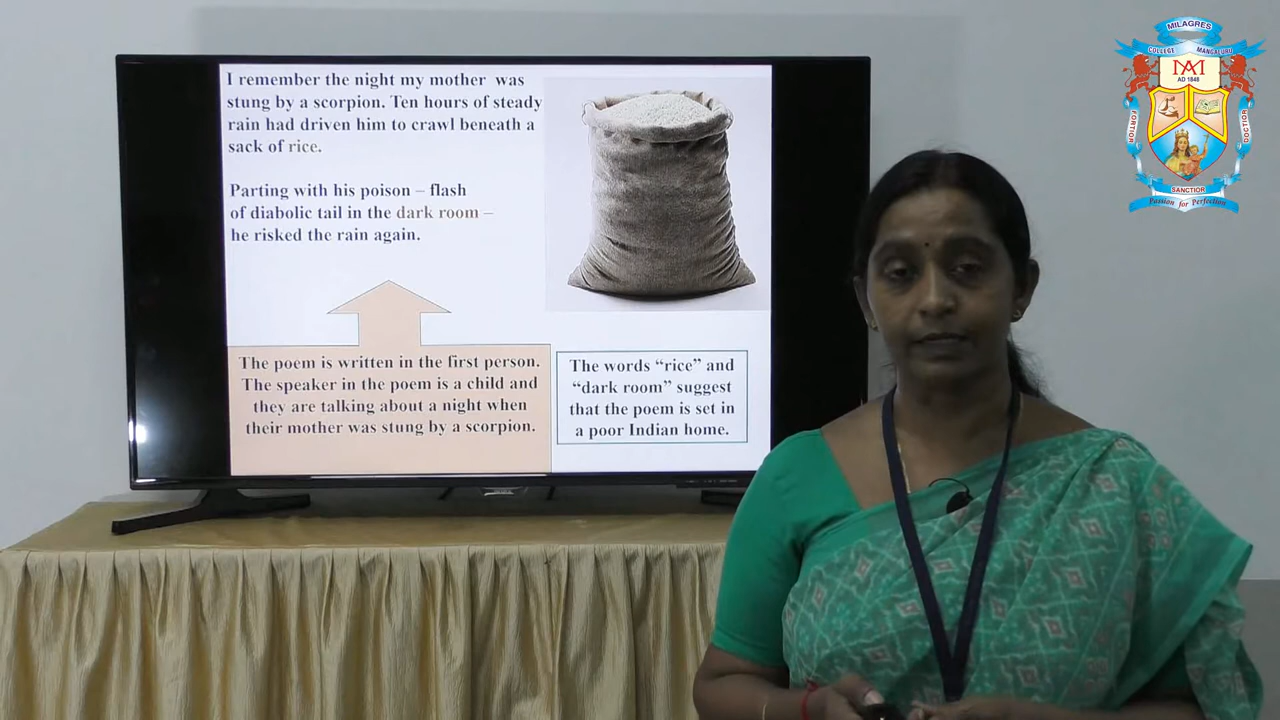 I remember the night my mother was
stung by a scorpion. Ten hours of steady
rain had driven him to crawl beneath a
sack of rice.
Parting with his poison – flash
of diabolic tail in the dark room –
he risked the rain again.
The poem is written in the first person.
The speaker in the poem is a child and
they are talking about a night when
their mother was stung by a scorpion.
The words “rice” and
“dark room” suggest
that the poem is set in
a poor Indian home.
MILAGRES
COLLEGE MANGALURU
AD 1848
FORTIOR
DOCTIOR
SANCTIOR
Passion for Perfection